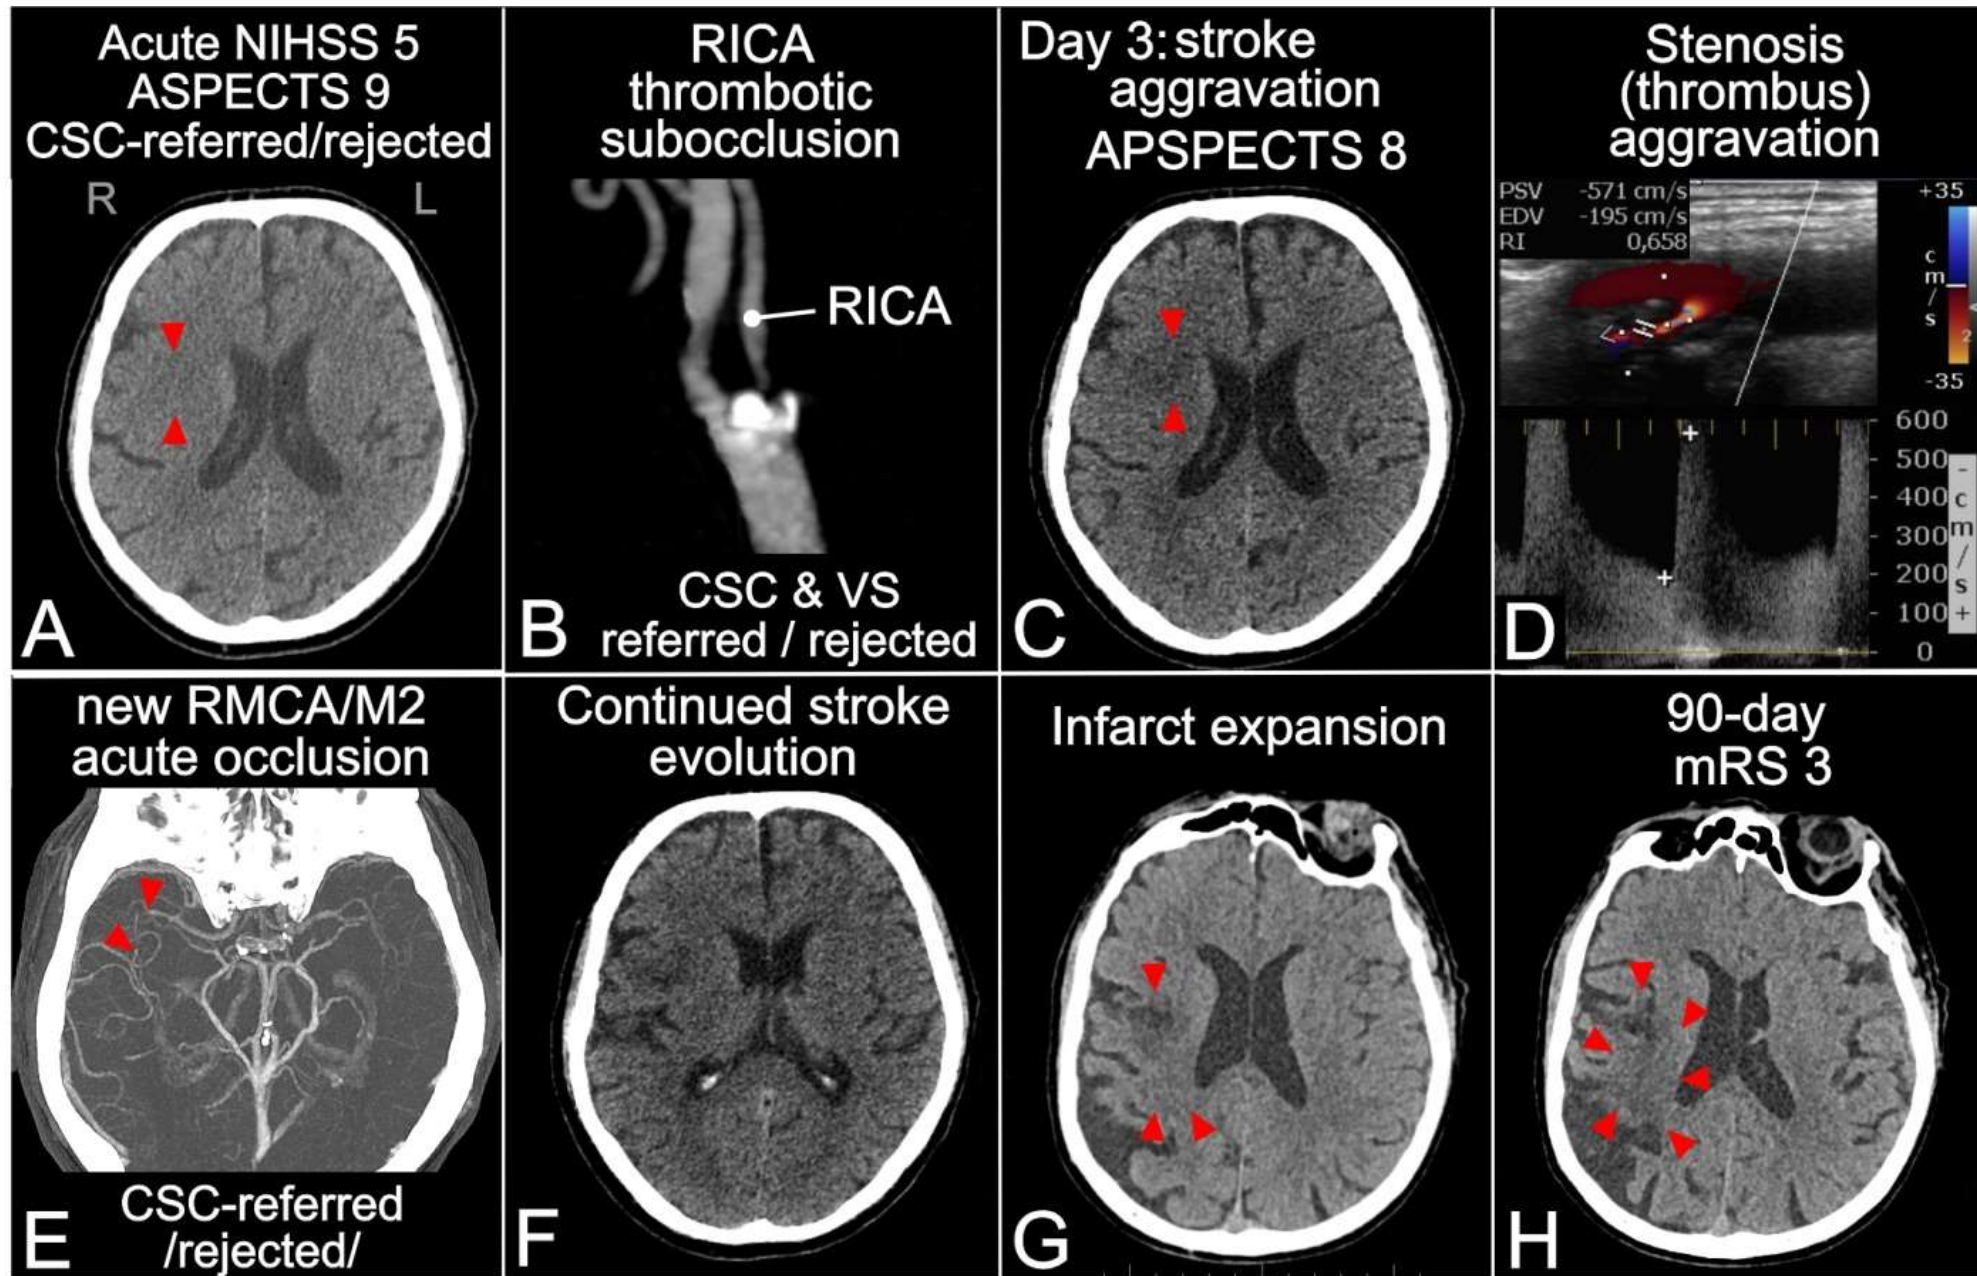 Acute NIHSS 5
ASPECTS 9
CSC-referred/rejected
R
L
A
RICA
thrombotic
subocclusion
RICA
CSC & VS
referred / rejected
B
Day 3: stroke
aggravation
APSPECTS 8
C
Stenosis
(thrombus)
aggravation
PSV -571 cm/s
EDV -195 cm/s
RI 0,658
+35
c
m
/
s
2
-35
600
500
400
300
200
100
0
-
c
m
/
s
+
D
new RMCA/M2
acute occlusion
CSC-referred
/rejected/
E
Continued stroke
evolution
F
Infarct expansion
G
90-day
mRS 3
H